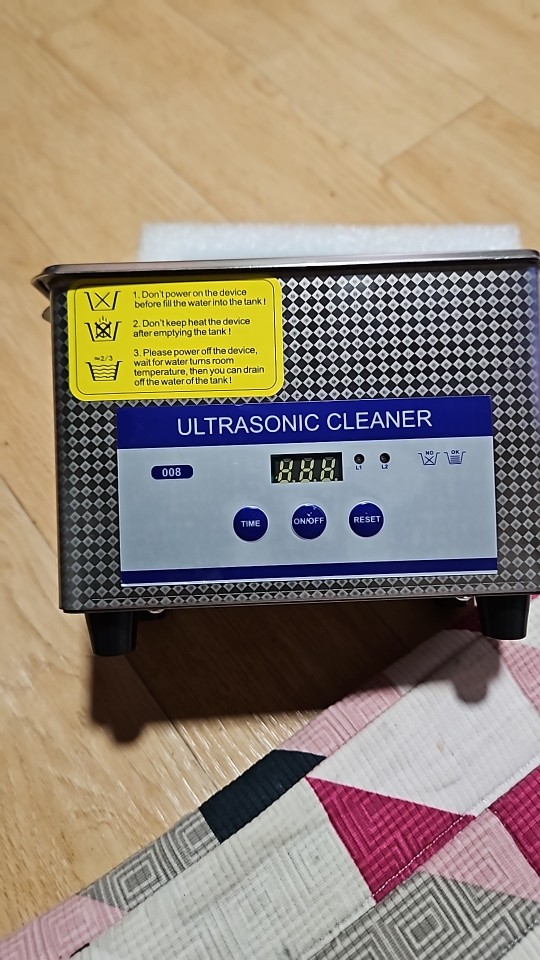 1. Don't power on the device
before fill the water into the tank !
2. Don't keep heat the device
after emptying the tank !
≈2/3
3. Please power off the device,
wait for water turns room
temperature, then you can drain
off the water of the tank !
ULTRASONIC CLEANER
008
L1
L2
NO
OK
TIME
ON/OFF
RESET